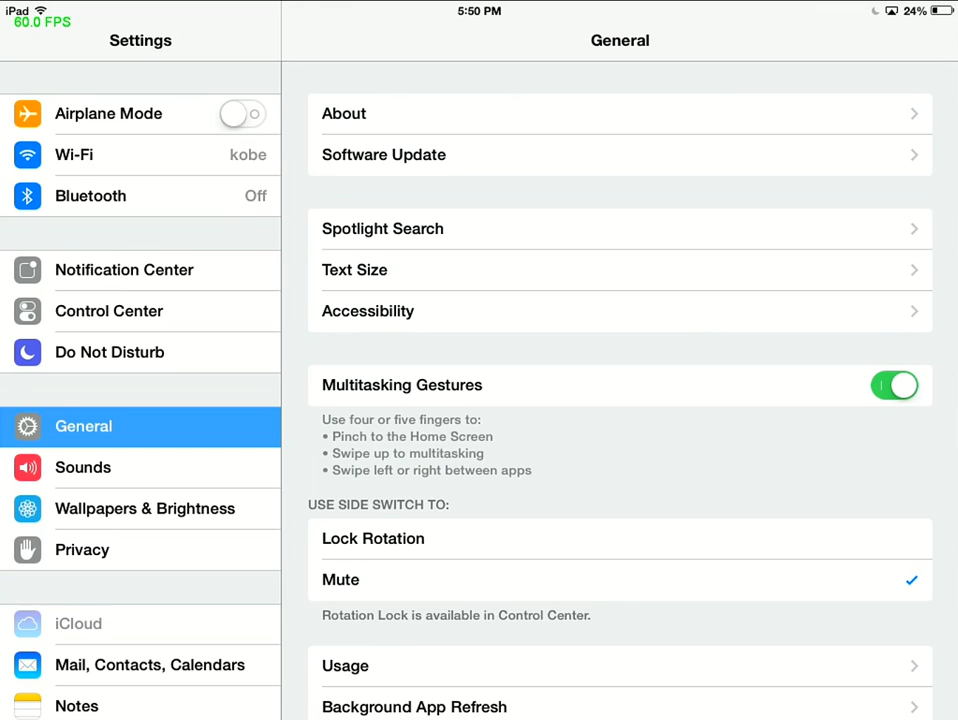 iPad
5:50 PM
24%
60.0 FPS
Settings
General
Airplane Mode
Wi-Fi
kobe
Bluetooth
Off
Notification Center
Control Center
Do Not Disturb
General
Sounds
Wallpapers & Brightness
Privacy
iCloud
Mail, Contacts, Calendars
Notes
About
Software Update
Spotlight Search
Text Size
Accessibility
Multitasking Gestures
Use four or five fingers to:
• Pinch to the Home Screen
• Swipe up to multitasking
• Swipe left or right between apps
USE SIDE SWITCH TO:
Lock Rotation
Mute
Rotation Lock is available in Control Center.
Usage
Background App Refresh